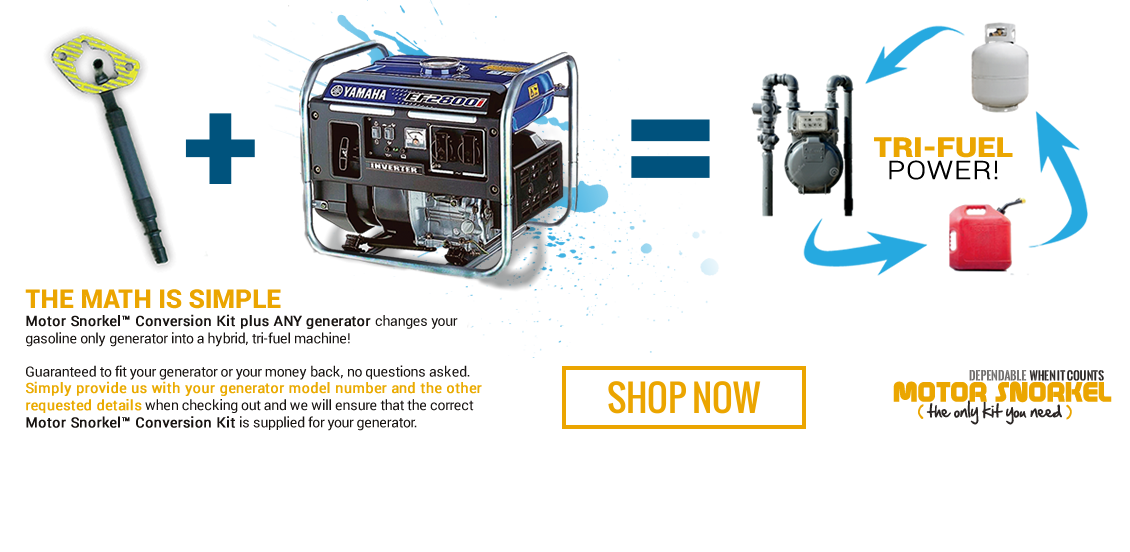 YAMAHA
EF2800i
INVERTER
TRI-FUEL
POWER!
THE MATH IS SIMPLE
Motor Snorkel™ Conversion Kit plus ANY generator changes your
gasoline only generator into a hybrid, tri-fuel machine!
Guaranteed to fit your generator or your money back, no questions asked.
Simply provide us with your generator model number and the other
requested details when checking out and we will ensure that the correct
Motor Snorkel™ Conversion Kit is supplied for your generator.
SHOP NOW
DEPENDABLE WHEN IT COUNTS
MOTOR SNORKEL
(the only kit you need)